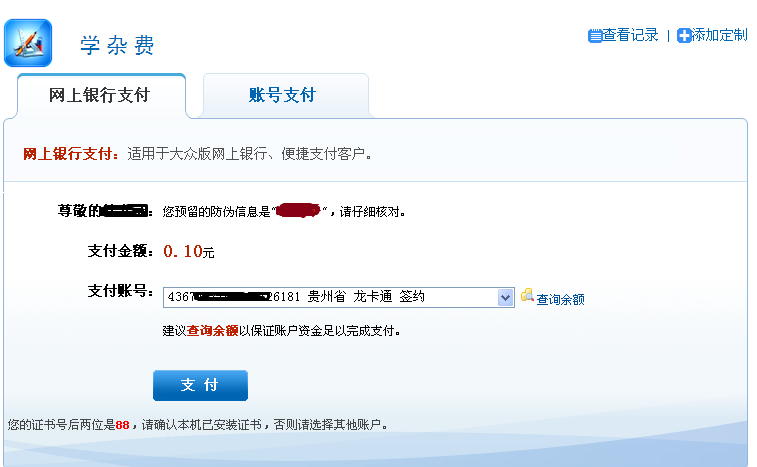 学杂费
查看记录 | 添加定制
网上银行支付 账号支付
网上银行支付：适用于大众版网上银行、便捷支付客户。
尊敬的 ：您预留的防伪信息是“ ”，请仔细核对。
支付金额：0.10元
支付账号：4367 26181 贵州省 龙卡通 签约 查询余额
建议查询余额以保证账户资金足以完成支付。
支付
您的证书号后两位是88，请确认本机已安装证书，否则请选择其他账户。